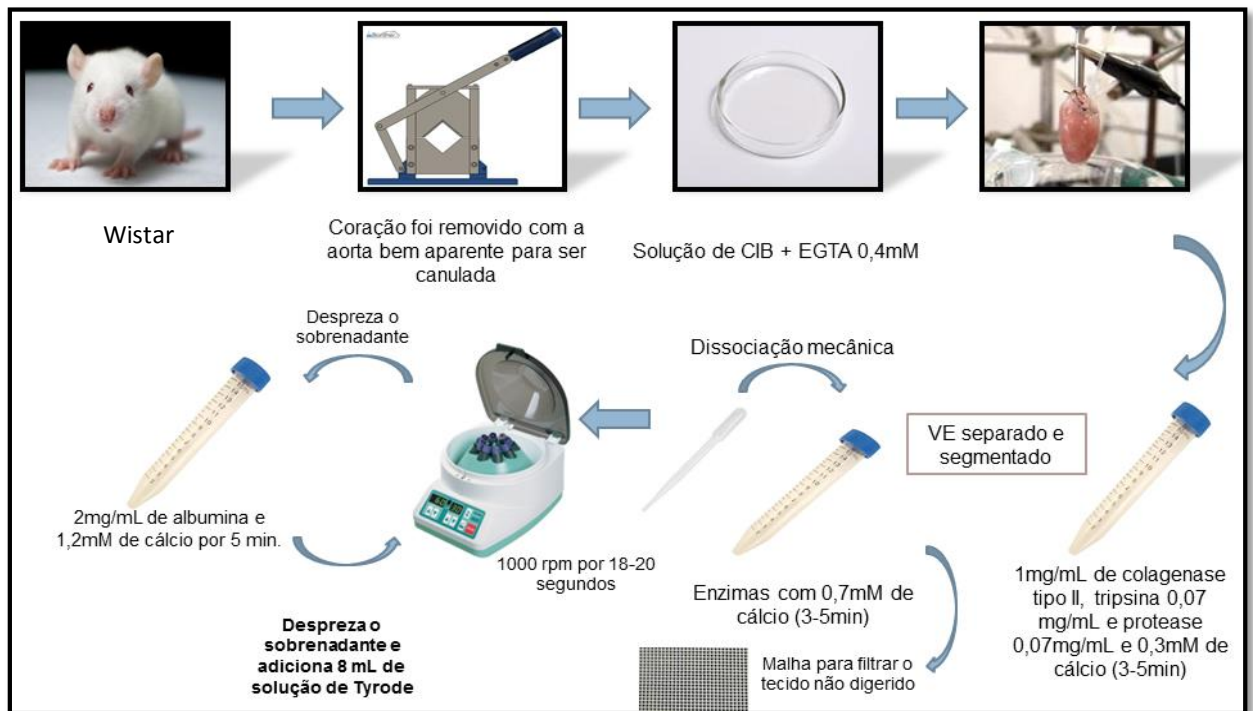 Wistar
Coração foi removido com a
aorta bem aparente para ser
canulada
Solução de CIB + EGTA 0,4mM
Despreza o
sobrenadante
Dissociação mecânica
VE separado e
segmentado
2mg/mL de albumina e
1,2mM de cálcio por 5 min.
1000 rpm por 18-20
segundos
Enzimas com 0,7mM de
cálcio (3-5min)
1mg/mL de colagenase
tipo II, tripsina 0,07
mg/mL e protease
0,07mg/mL e 0,3mM de
cálcio (3-5min)
Despreza o
sobrenadante e
adiciona 8 mL de
solução de Tyrode
Malha para filtrar o
tecido não digerido